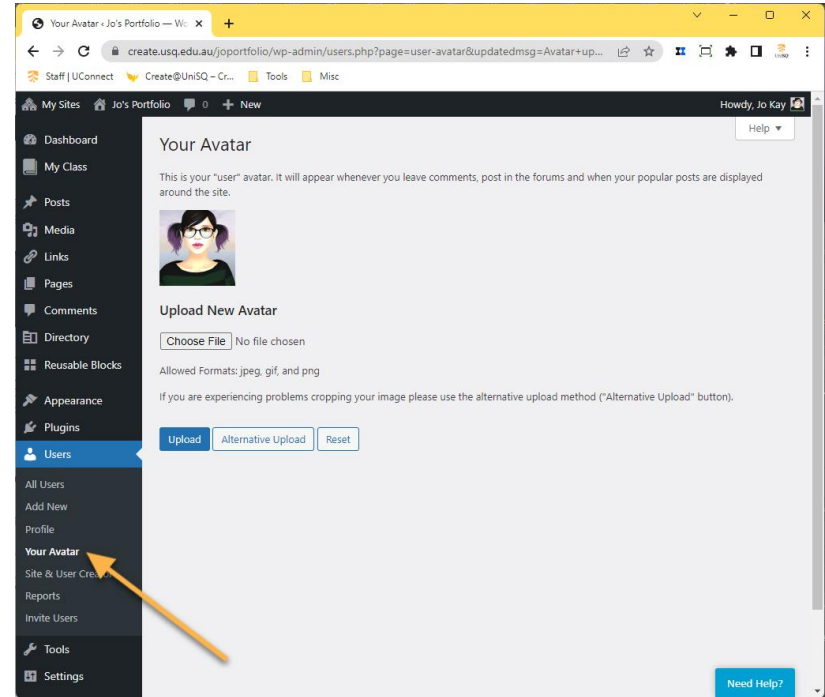 Your Avatar ‹ Jo's Portfolio — Wo
create.usq.edu.au/joportfolio/wp-admin/users.php?page=user-avatar&updatedmsg=Avatar+up...
Staff | UConnect
Create@UniSQ – Cr...
Tools
Misc
My Sites
Jo's Portfolio
0
New
Howdy, Jo Kay
Help
Dashboard
My Class
Posts
Media
Links
Pages
Comments
Directory
Reusable Blocks
Appearance
Plugins
Users
All Users
Add New
Profile
Your Avatar
Site & User
Reports
Invite Users
Tools
Settings
Your Avatar
This is your "user" avatar. It will appear whenever you leave comments, post in the forums and when your popular posts are displayed
around the site.
Upload New Avatar
Choose File No file chosen
Allowed Formats: jpeg, gif, and png
If you are experiencing problems cropping your image please use the alternative upload method ("Alternative Upload" button).
Upload
Alternative Upload
Reset
Need Help?